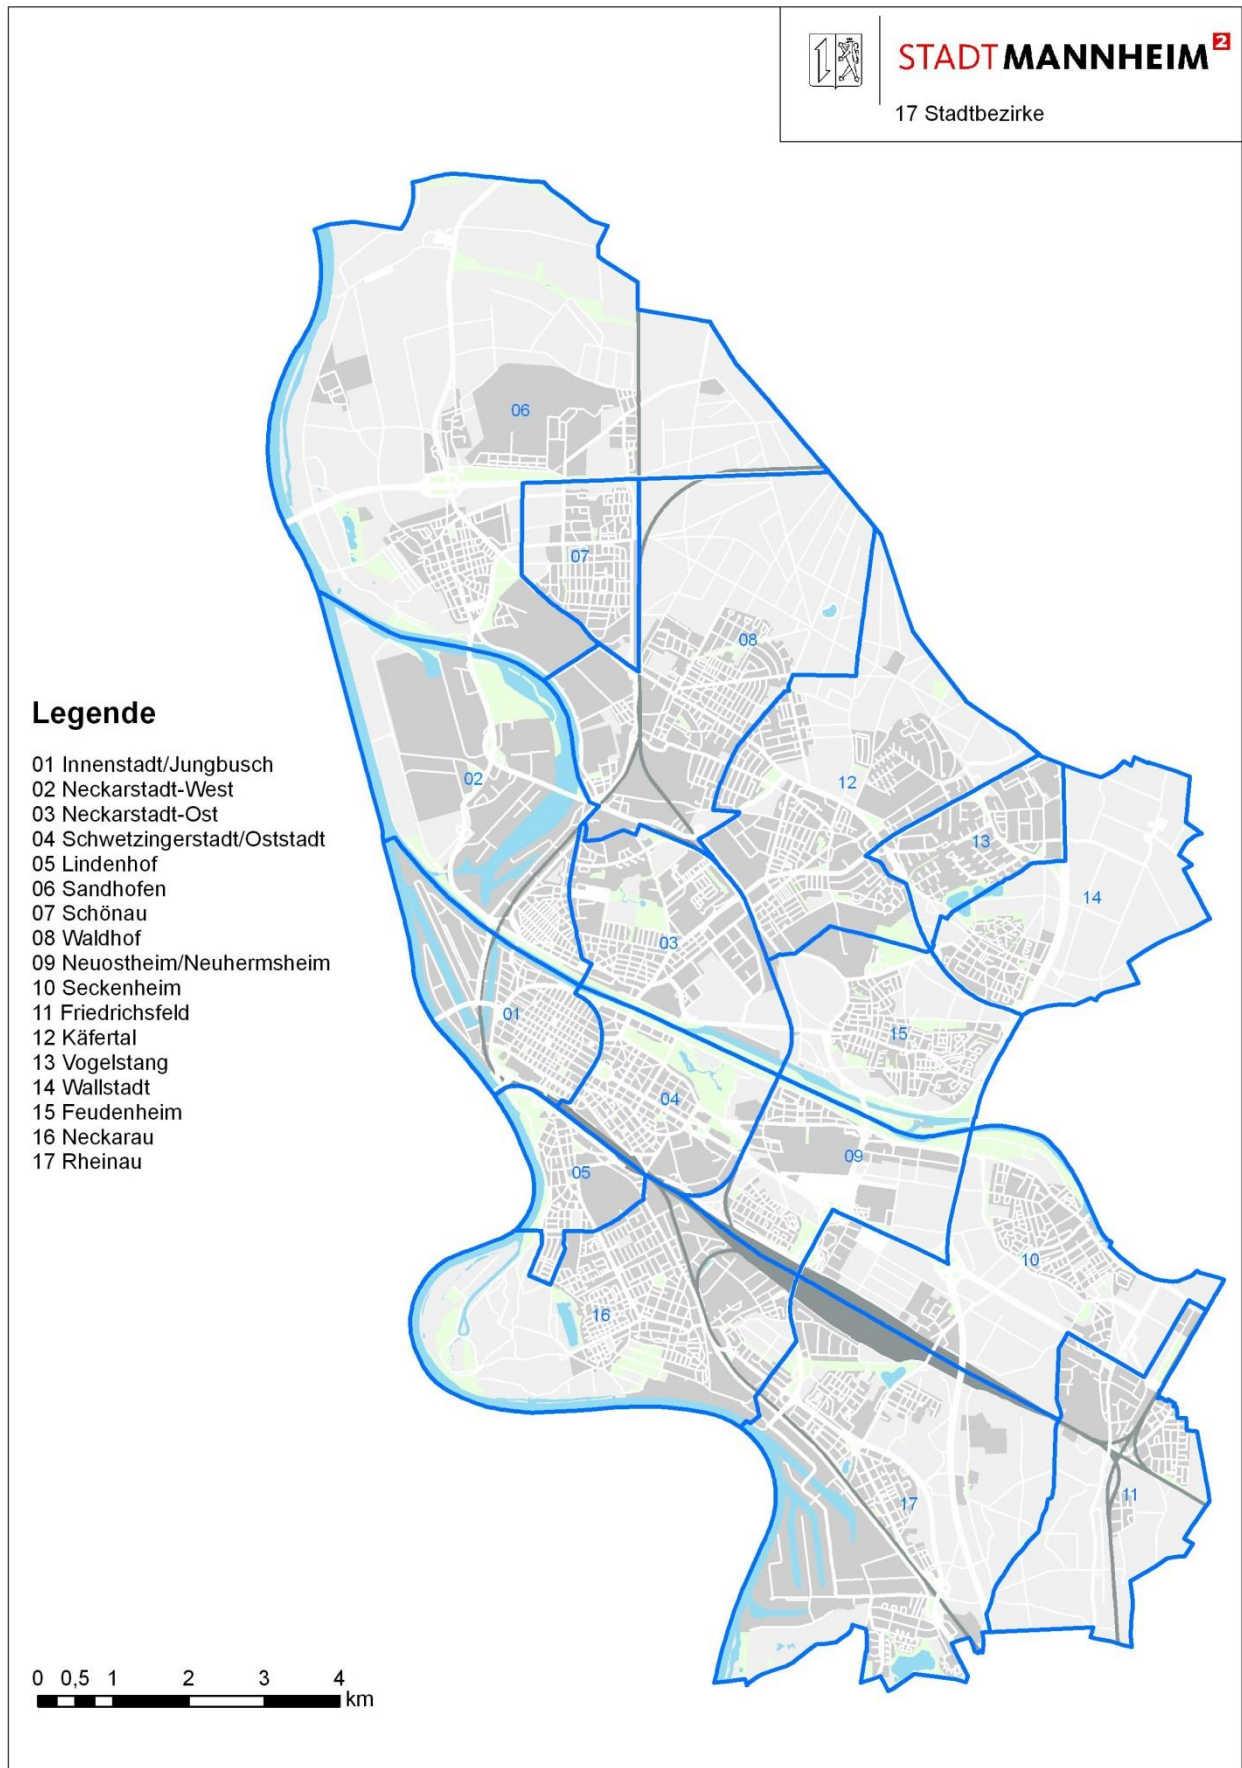 STADT MANNHEIM²
17 Stadtbezirke
06
07
08
Legende
01 Innenstadt/Jungbusch
02 Neckarstadt-West
03 Neckarstadt-Ost
04 Schwetzingerstadt/Oststadt
05 Lindenhof
06 Sandhofen
07 Schönau
08 Waldhof
09 Neuostheim/Neuhermsheim
10 Seckenheim
11 Friedrichsfeld
12 Käfertal
13 Vogelstang
14 Wallstadt
15 Feudenheim
16 Neckarau
17 Rheinau
02
12
13
14
03
01
15
04
09
05
10
16
11
17
0 0,5 1 2 3 4
km